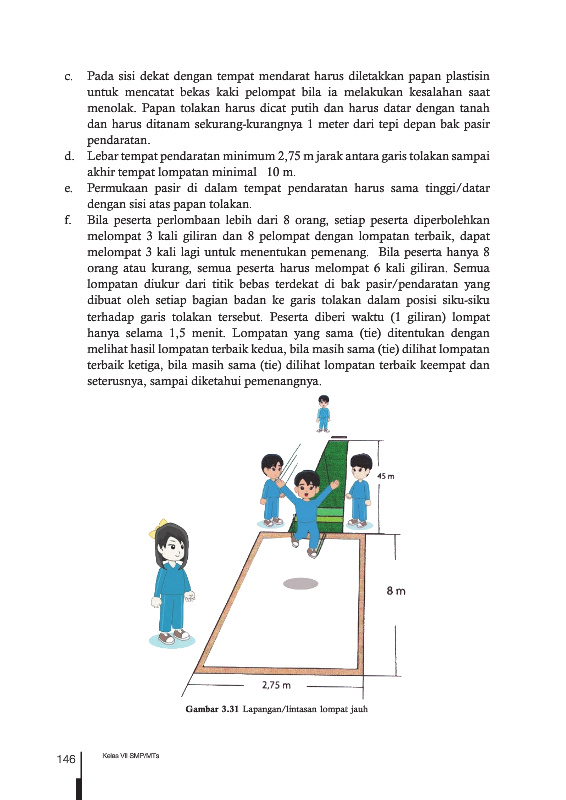 c. Pada sisi dekat dengan tempat mendarat harus diletakkan papan plastisin
untuk mencatat bekas kaki pelompat bila ia melakukan kesalahan saat
menolak. Papan tolakan harus dicat putih dan harus datar dengan tanah
dan harus ditanam sekurang-kurangnya 1 meter dari tepi depan bak pasir
pendaratan.
d. Lebar tempat pendaratan minimum 2,75 m jarak antara garis tolakan sampai
akhir tempat lompatan minimal 10 m.
e. Permukaan pasir di dalam tempat pendaratan harus sama tinggi/datar
dengan sisi atas papan tolakan.
f. Bila peserta perlombaan lebih dari 8 orang, setiap peserta diperbolehkan
melompat 3 kali giliran dan 8 pelompat dengan lompatan terbaik, dapat
melompat 3 kali lagi untuk menentukan pemenang. Bila peserta hanya 8
orang atau kurang, semua peserta harus melompat 6 kali giliran. Semua
lompatan diukur dari titik bebas terdekat di bak pasir/pendaratan yang
dibuat oleh setiap bagian badan ke garis tolakan dalam posisi siku-siku
terhadap garis tolakan tersebut. Peserta diberi waktu (1 giliran) lompat
hanya selama 1,5 menit. Lompatan yang sama (tie) ditentukan dengan
melihat hasil lompatan terbaik kedua, bila masih sama (tie) dilihat lompatan
terbaik ketiga, bila masih sama (tie) dilihat lompatan terbaik keempat dan
seterusnya, sampai diketahui pemenangnya.
45 m
8 m
2,75 m
Gambar 3.31 Lapangan/lintasan lompat jauh
146 Kelas VII SMP/MTs